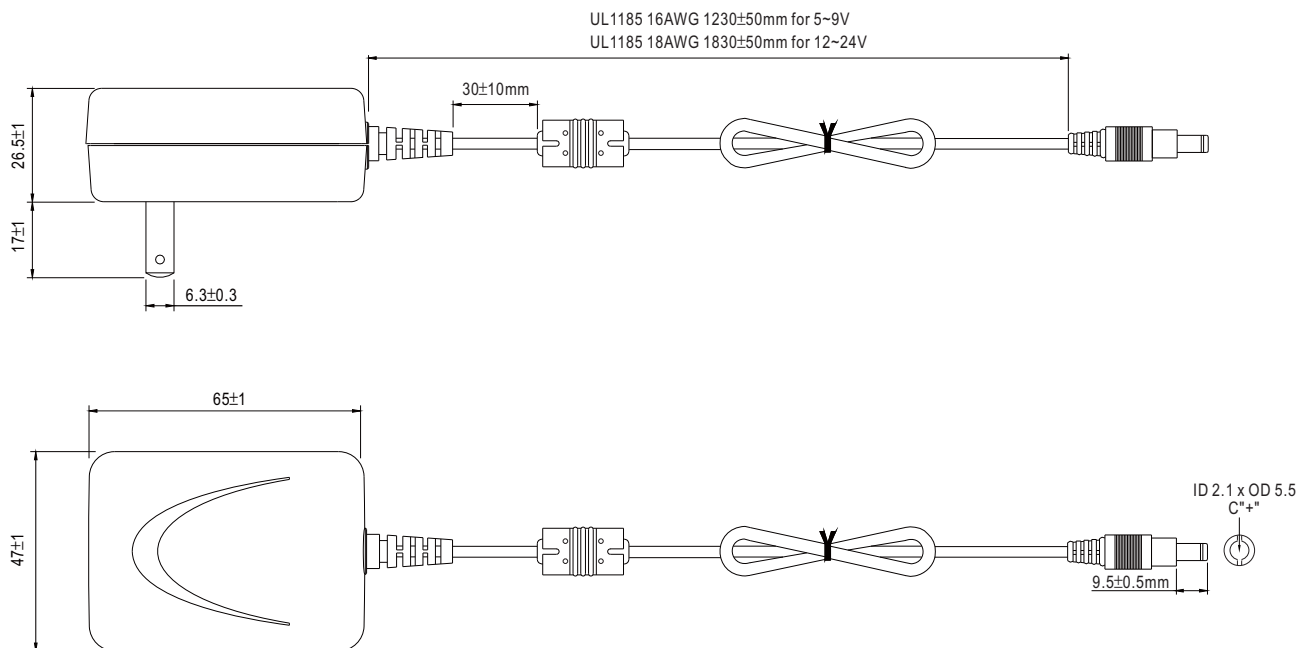 UL1185 16AWG 1230±50mm for 5~9V
UL1185 18AWG 1830±50mm for 12~24V
30±10mm
26.5±1
17±1
6.3±0.3
65±1
47±1
ID 2.1 x OD 5.5
C"+"
9.5±0.5mm